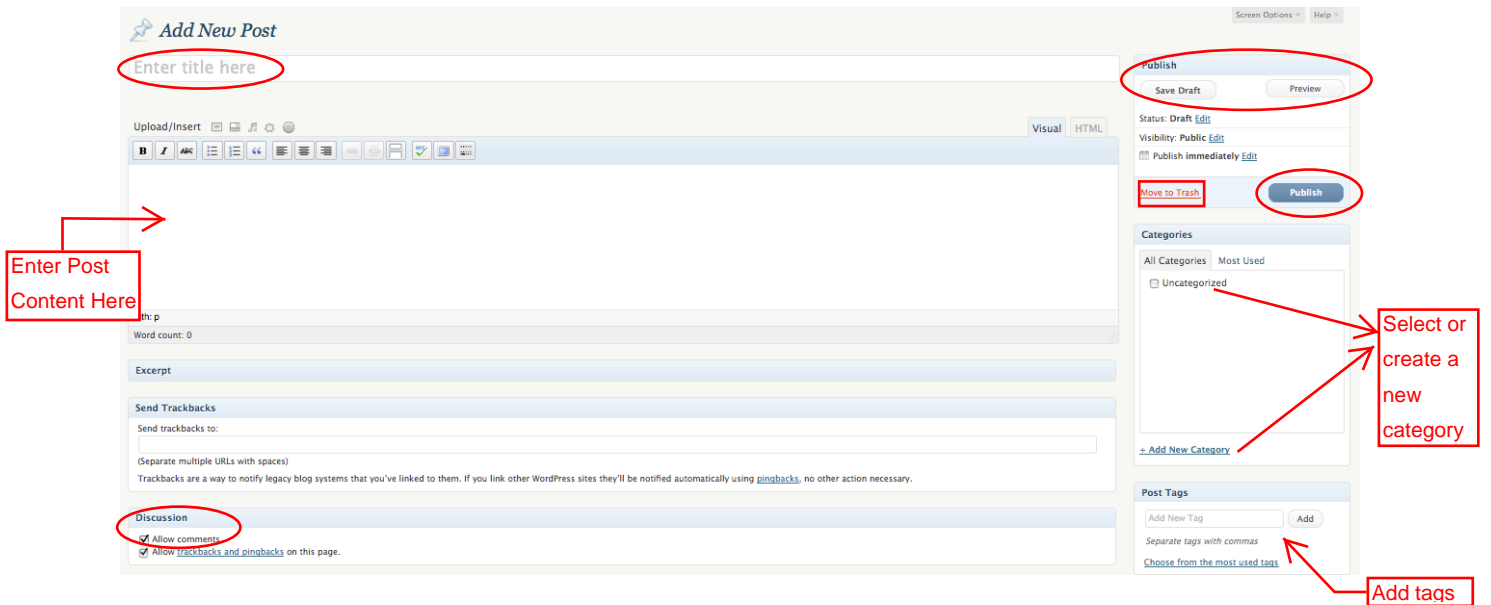 Screen Options Help
Add New Post
Enter title here
Upload/Insert
Visual HTML
B I ABC
ABC
Enter Post
Content Here
th: p
Word count: 0
Excerpt
Send Trackbacks
Send trackbacks to:
(Separate multiple URLs with spaces)
Trackbacks are a way to notify legacy blog systems that you've linked to them. If you link other WordPress sites they'll be notified automatically using pingbacks, no other action necessary.
Discussion
Allow comments
Allow trackbacks and pingbacks on this page.
Publish
Save Draft Preview
Status: Draft Edit
Visibility: Public Edit
Publish immediately Edit
Move to Trash Publish
Categories
All Categories Most Used
Uncategorized
+ Add New Category
Select or
create a
new
category
Post Tags
Add New Tag Add
Separate tags with commas
Choose from the most used tags
Add tags